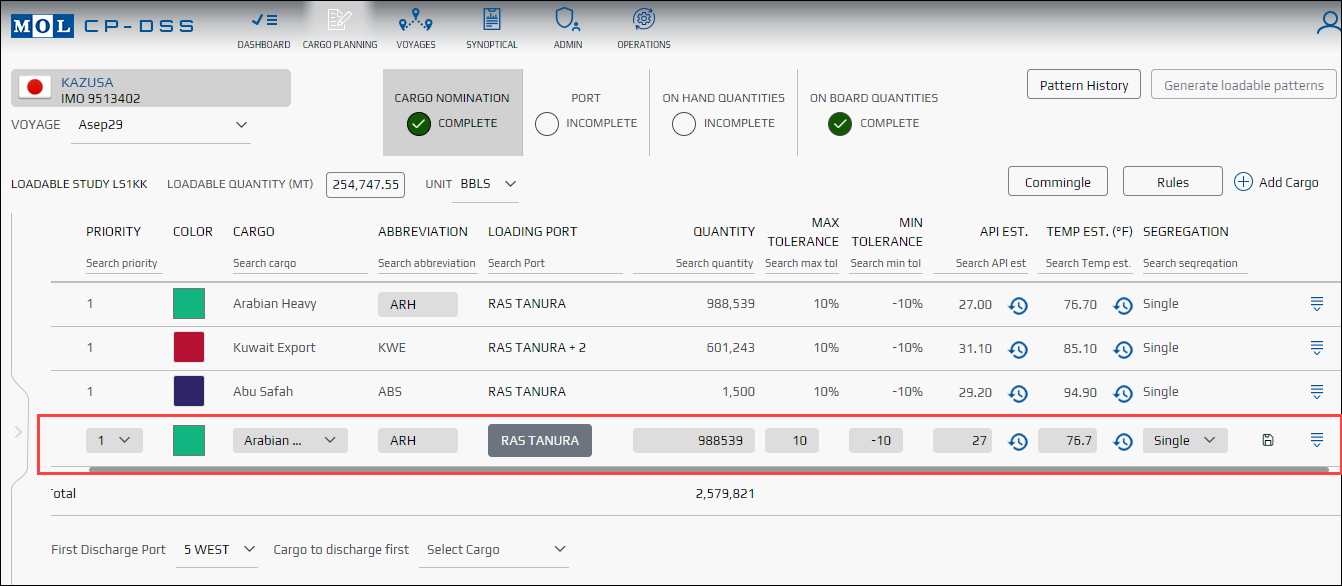 MOL CP-DSS
DASHBOARD CARGO PLANNING VOYAGES SYNOPTICAL ADMIN OPERATIONS
KAZUSA
IMO 9513402
VOYAGE Asep29
CARGO NOMINATION
COMPLETE
PORT
INCOMPLETE
ON HAND QUANTITIES
INCOMPLETE
ON BOARD QUANTITIES
COMPLETE
Pattern History Generate loadable patterns
LOADABLE STUDY LS1KK LOADABLE QUANTITY (MT) 254,747.55 UNIT BBLS Commingle Rules Add Cargo
PRIORITY COLOR CARGO ABBREVIATION LOADING PORT QUANTITY MAX TOLERANCE MIN TOLERANCE API EST. TEMP EST. (°F) SEGREGATION
Search priority Search cargo Search abbreviation Search Port Search quantity Search max tol Search min tol Search API est Search Temp est. Search segregation
1 Arabian Heavy ARH RAS TANURA 988,539 10% -10% 27.00 76.70 Single
1 Kuwait Export KWE RAS TANURA + 2 601,243 10% -10% 31.10 85.10 Single
1 Abu Safah ABS RAS TANURA 1,500 10% -10% 29.20 94.90 Single
1 Arabian ... ARH RAS TANURA 988539 10 -10 27 76.7 Single
otal 2,579,821
First Discharge Port 5 WEST Cargo to discharge first Select Cargo